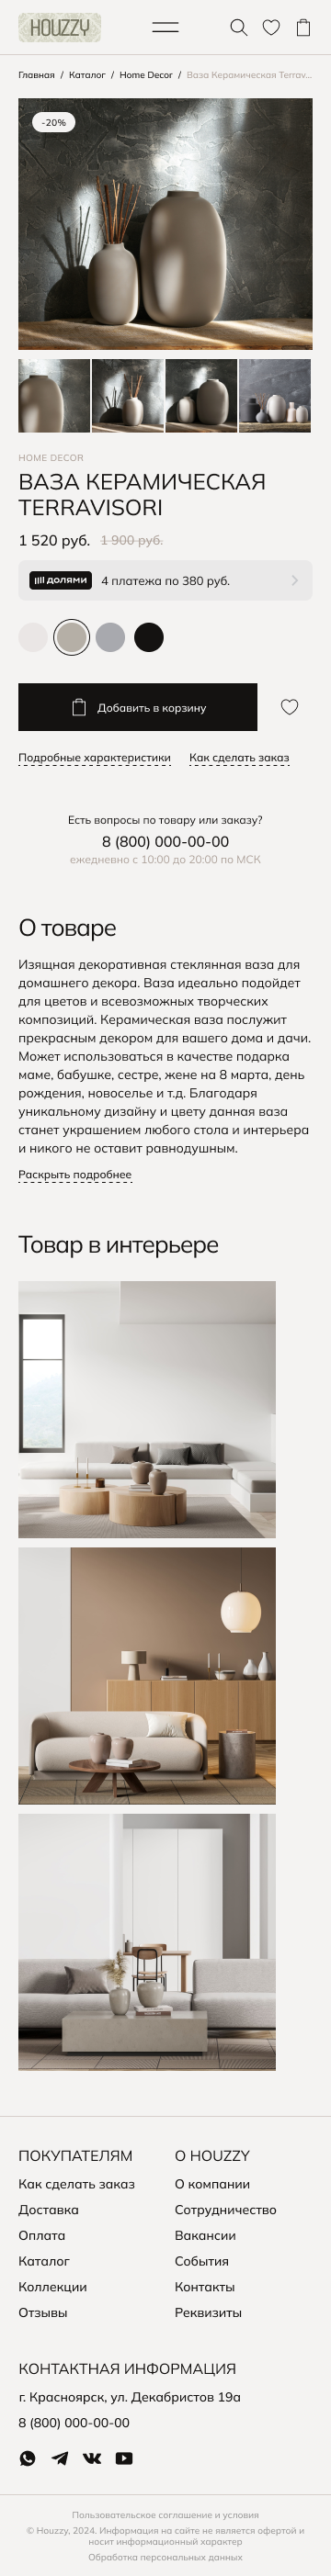 HOUZZY
Главная / Каталог / Home Decor / Ваза Керамическая Terrav...
-20%
HOME DECOR
ВАЗА КЕРАМИЧЕСКАЯ
TERRAVISORI
1 520 руб. 1 900 руб.
долями 4 платежа по 380 руб.
Добавить в корзину
Подробные характеристики Как сделать заказ
Есть вопросы по товару или заказу?
8 (800) 000-00-00
ежедневно с 10:00 до 20:00 по МСК
О товаре
Изящная декоративная стеклянная ваза для
домашнего декора. Ваза идеально подойдет
для цветов и всевозможных творческих
композиций. Керамическая ваза послужит
прекрасным декором для вашего дома и дачи.
Может использоваться в качестве подарка
маме, бабушке, сестре, жене на 8 марта, день
рождения, новоселье и т.д. Благодаря
уникальному дизайну и цвету данная ваза
станет украшением любого стола и интерьера
и никого не оставит равнодушным.
Раскрыть подробнее
Товар в интерьере
ПОКУПАТЕЛЯМ
Как сделать заказ
Доставка
Оплата
Каталог
Коллекции
Отзывы
О HOUZZY
О компании
Сотрудничество
Вакансии
События
Контакты
Реквизиты
КОНТАКТНАЯ ИНФОРМАЦИЯ
г. Красноярск, ул. Декабристов 19а
8 (800) 000-00-00
Пользовательское соглашение и условия
© Houzzy, 2024. Информация на сайте не является офертой и
носит информационный характер
Обработка персональных данных